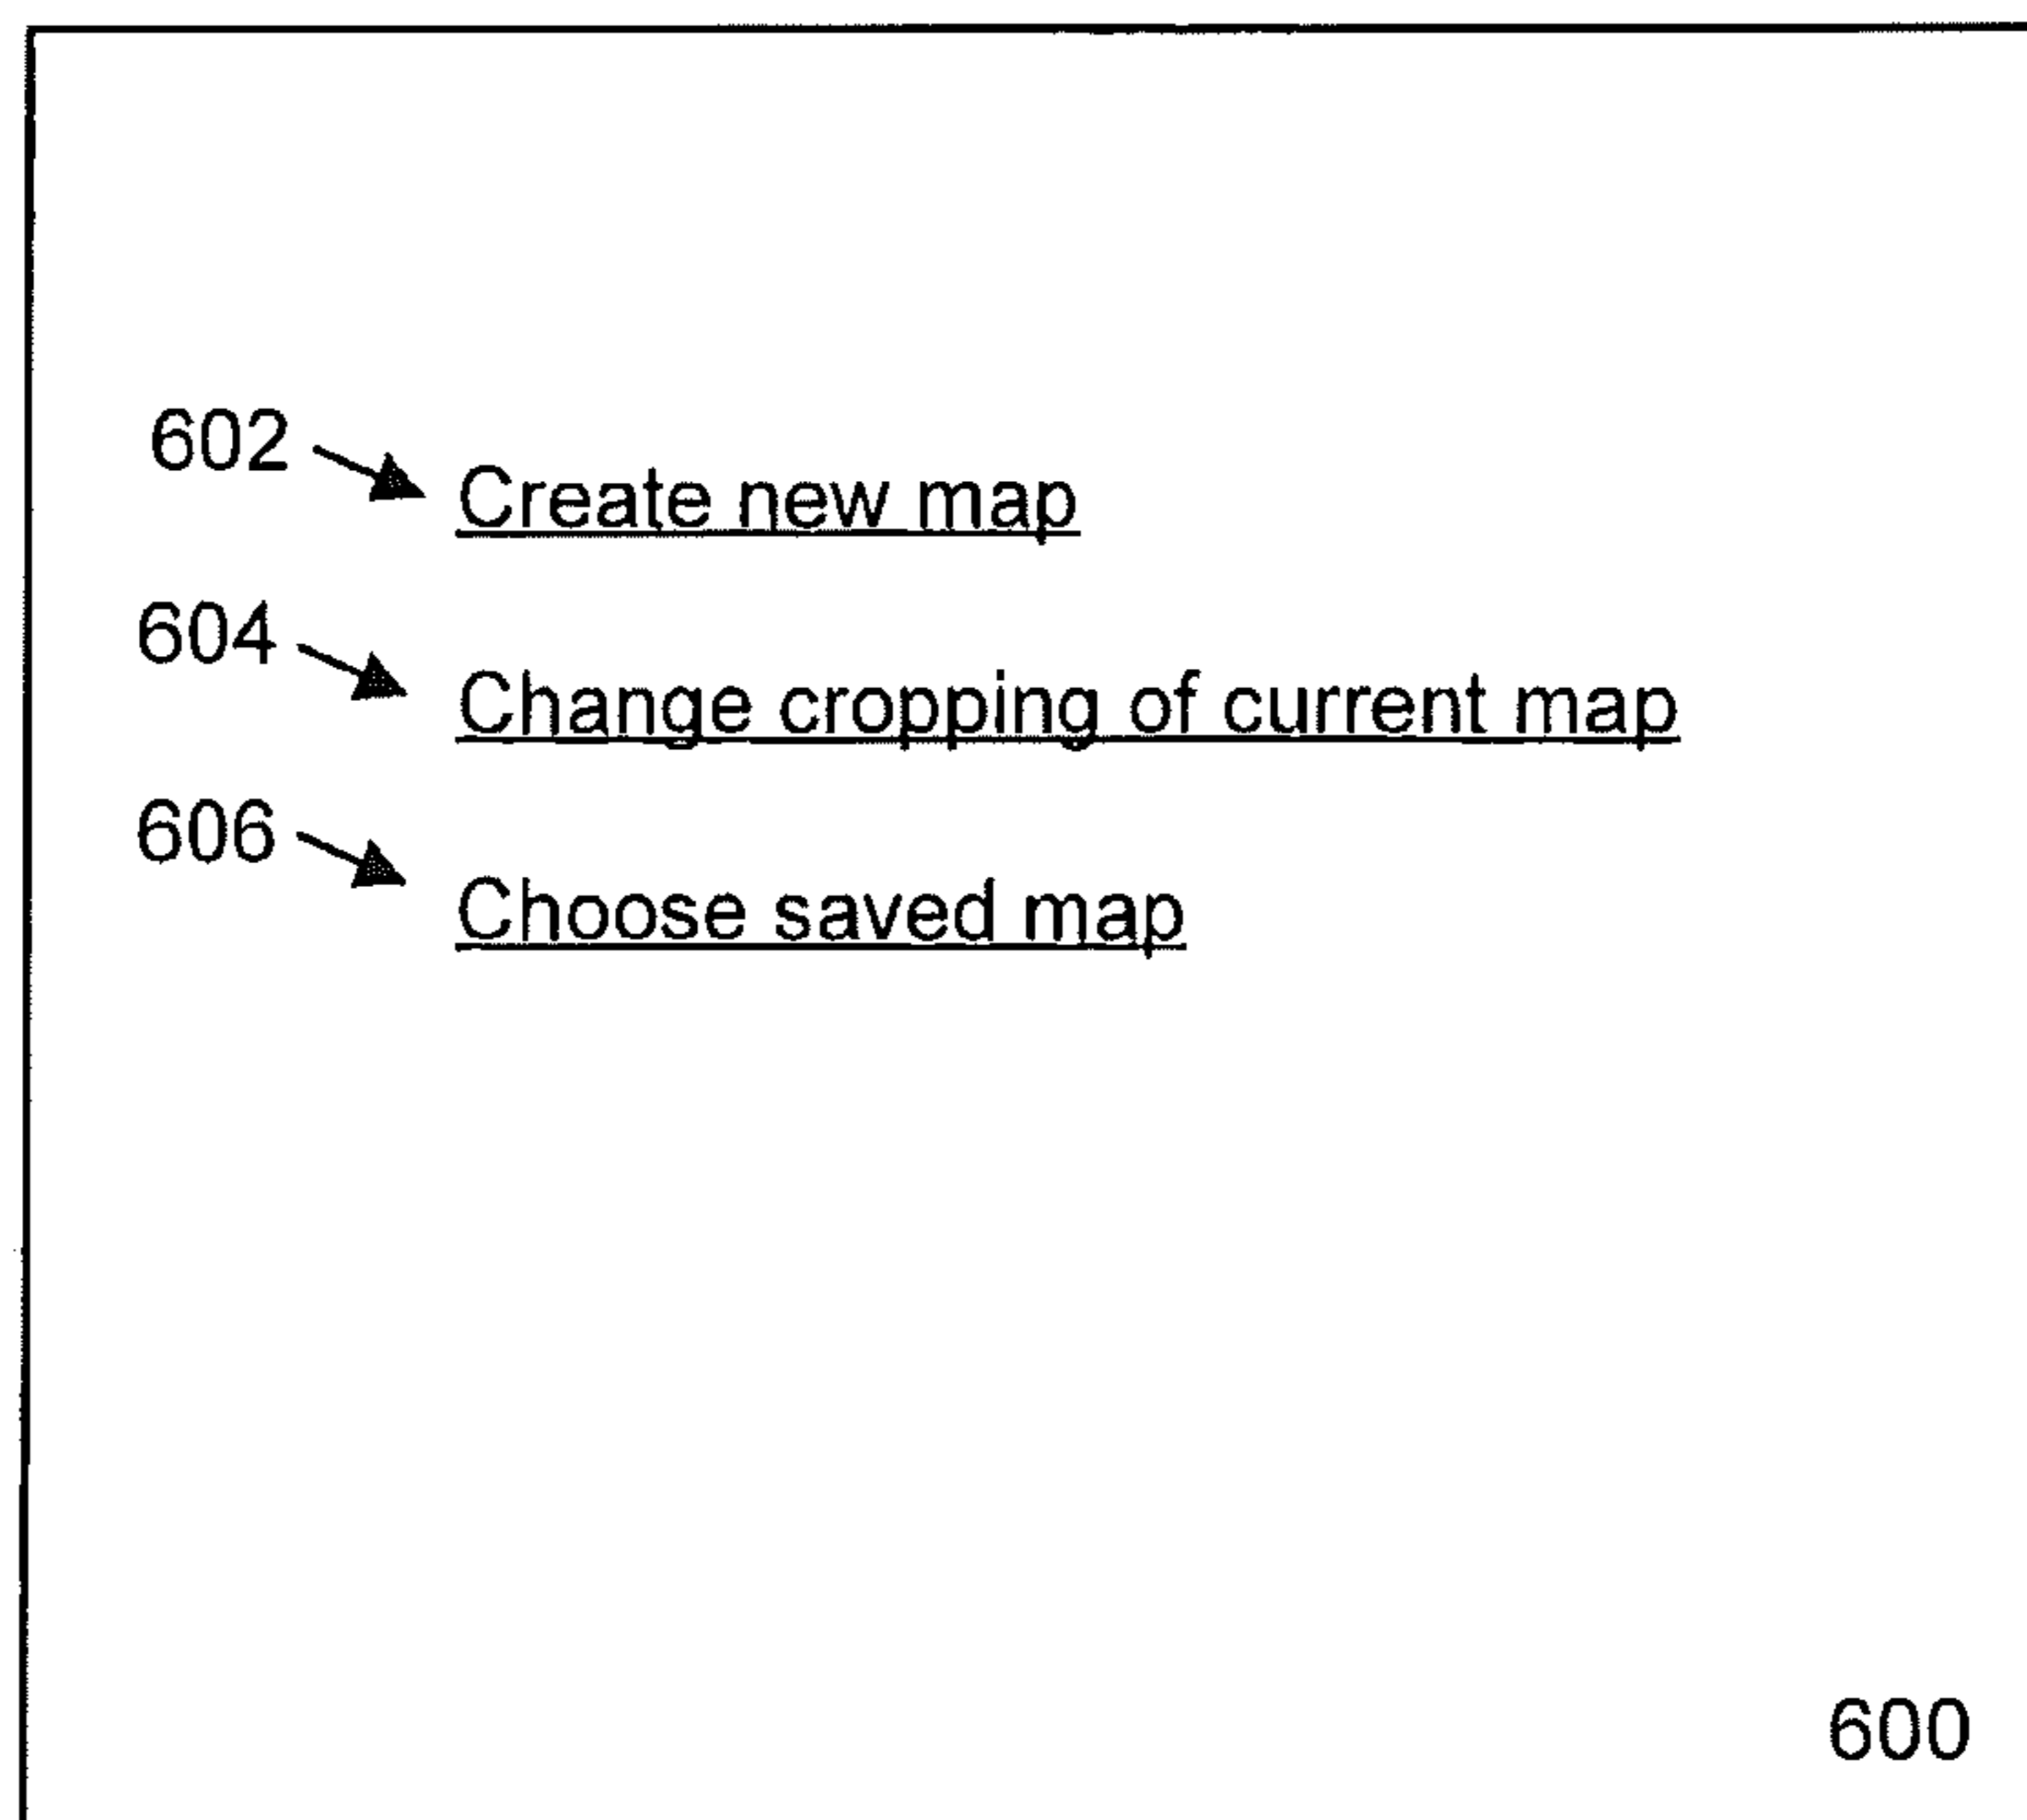 602
Create new map
604
Change cropping of current map
606
Choose saved map
600